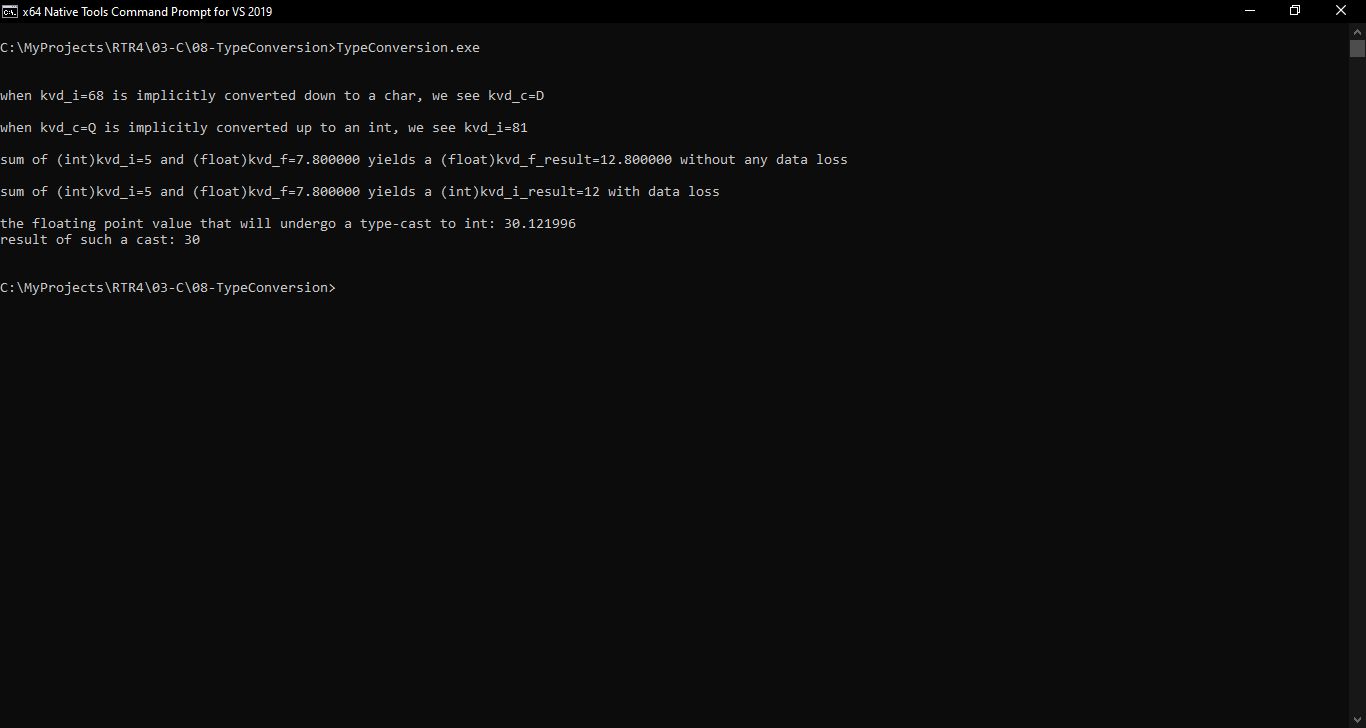 x64 Native Tools Command Prompt for VS 2019
C:\MyProjects\RTR4\03-C\08-TypeConversion>TypeConversion.exe
when kvd_i=68 is implicitly converted down to a char, we see kvd_c=D
when kvd_c=Q is implicitly converted up to an int, we see kvd_i=81
sum of (int)kvd_i=5 and (float)kvd_f=7.800000 yields a (float)kvd_f_result=12.800000 without any data loss
sum of (int)kvd_i=5 and (float)kvd_f=7.800000 yields a (int)kvd_i_result=12 with data loss
the floating point value that will undergo a type-cast to int: 30.121996
result of such a cast: 30
C:\MyProjects\RTR4\03-C\08-TypeConversion>